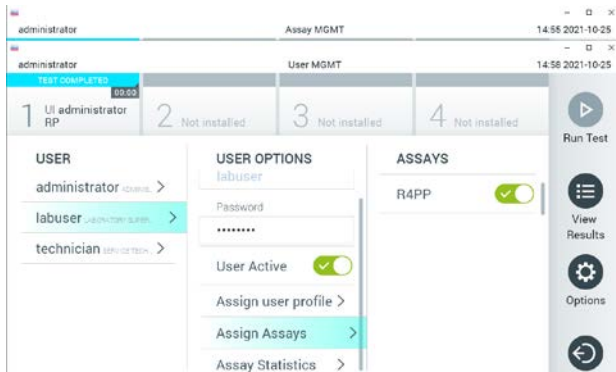 administrator Assay MGMT 14:55 2021-10-25
administrator User MGMT 14:58 2021-10-25
TEST COMPLETED
00:00
1 UI administrator RP
2 Not installed
3 Not installed
4 Not installed
Run Test
USER
administrator
labuser
technician
USER OPTIONS
labuser
Password
••••••••
User Active
Assign user profile
Assign Assays
Assay Statistics
ASSAYS
R4PP
View
Results
Options